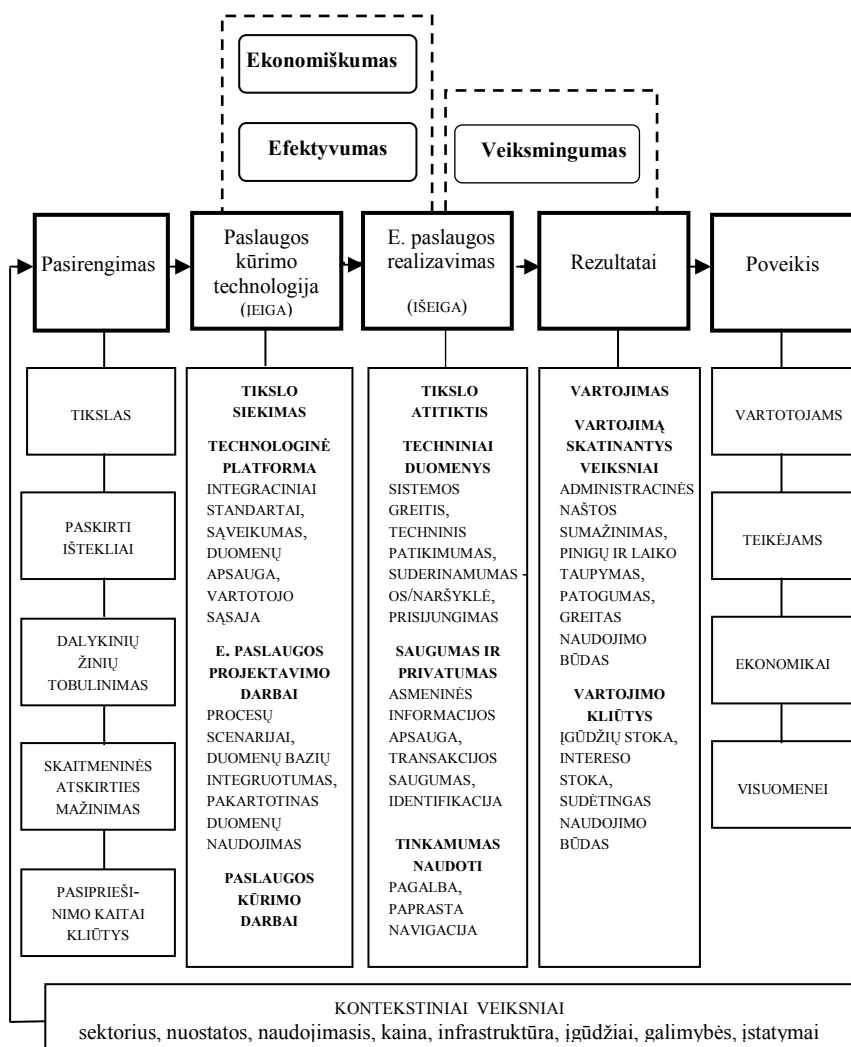 Ekonomiškumas
Efektyvumas
Veiksmingumas
Pasirengimas
Paslaugos
kūrimo
technologija
(ĮEIGA)
E. paslaugos
realizavimas
(IŠEIGA)
Rezultatai
Poveikis
TIKSLAS
PASKIRTI
IŠTEKLIAI
DALYKINIŲ
ŽINIŲ
TOBULINIMAS
SKAITMENINĖS
ATSKIRTIES
MAŽINIMAS
PASIPRIEŠI-
NIMO KAITAI
KLIŪTYS
TIKSLO
SIEKIMAS
TECHNOLOGINĖ
PLATFORMA
INTEGRACINIAI
STANDARTAI,
SĄVEIKUMAS,
DUOMENŲ
APSAUGA,
VARTOTOJO
SĄSAJA
E. PASLAUGOS
PROJEKTAVIMO
DARBAI
PROCESŲ
SCENARIJAI,
DUOMENŲ BAZIŲ
INTEGRUOTUMAS,
PAKARTOTINAS
DUOMENŲ
NAUDOJIMAS
PASLAUGOS
KŪRIMO
DARBAI
TIKSLO
ATITIKTIS
TECHNINIAI
DUOMENYS
SISTEMOS
GREITIS,
TECHNINIS
PATIKIMUMAS,
SUDERINAMUMAS -
OS/NARŠYKLĖ,
PRISIJUNGIMAS
SAUGUMAS IR
PRIVATUMAS
ASMENINĖS
INFORMACIJOS
APSAUGA,
TRANSAKCIJOS
SAUGUMAS,
IDENTIFIKACIJA
TINKAMUMAS
NAUDOTI
PAGALBA,
PAPRASTA
NAVIGACIJA
VARTOJIMAS
VARTOJIMĄ
SKATINANTYS
VEIKSNIAI
ADMINISTRACINĖS
NAŠTOS
SUMAŽINIMAS,
PINIGŲ IR LAIKO
TAUPYMAS,
PATOGUMAS,
GREITAS
NAUDOJIMO
BŪDAS
VARTOJIMO
KLIŪTYS
ĮGŪDŽIŲ STOKA,
INTERESO
STOKA,
SUDĖTINGAS
NAUDOJIMO
BŪDAS
VARTOTOJAMS
TEIKĖJAMS
EKONOMIKAI
VISUOMENEI
KONTEKSTINIAI VEIKSNIAI
sektorius, nuostatos, naudojimasis, kaina, infrastruktūra, įgūdžiai, galimybės, įstatymai